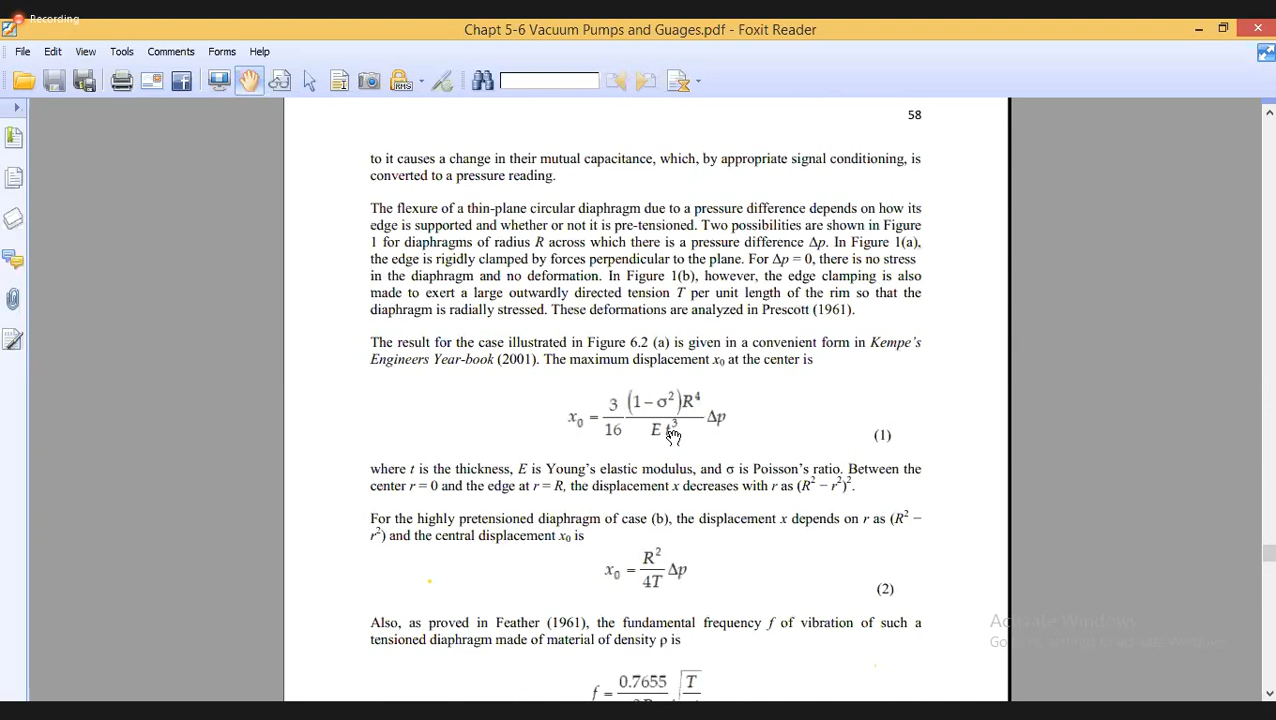 Recording
Chapt 5-6 Vacuum Pumps and Guages.pdf - Foxit Reader
File Edit View Tools Comments Forms Help
RMS
58
to it causes a change in their mutual capacitance, which, by appropriate signal conditioning, is
converted to a pressure reading.
The flexure of a thin-plane circular diaphragm due to a pressure difference depends on how its
edge is supported and whether or not it is pre-tensioned. Two possibilities are shown in Figure
1 for diaphragms of radius R across which there is a pressure difference Δp. In Figure 1(a),
the edge is rigidly clamped by forces perpendicular to the plane. For Δp = 0, there is no stress
in the diaphragm and no deformation. In Figure 1(b), however, the edge clamping is also
made to exert a large outwardly directed tension T per unit length of the rim so that the
diaphragm is radially stressed. These deformations are analyzed in Prescott (1961).
The result for the case illustrated in Figure 6.2 (a) is given in a convenient form in Kempe's
Engineers Year-book (2001). The maximum displacement x₀ at the center is
x₀ = 3/16 (1 − σ²)R⁴/E t³ Δp
(1)
where t is the thickness, E is Young's elastic modulus, and σ is Poisson's ratio. Between the
center r = 0 and the edge at r = R, the displacement x decreases with r as (R² − r²)².
For the highly pretensioned diaphragm of case (b), the displacement x depends on r as (R² −
r²) and the central displacement x₀ is
x₀ = R²/4T Δp
(2)
Also, as proved in Feather (1961), the fundamental frequency f of vibration of such a
tensioned diaphragm made of material of density ρ is
f = 0.7655 √T
Activate Windows